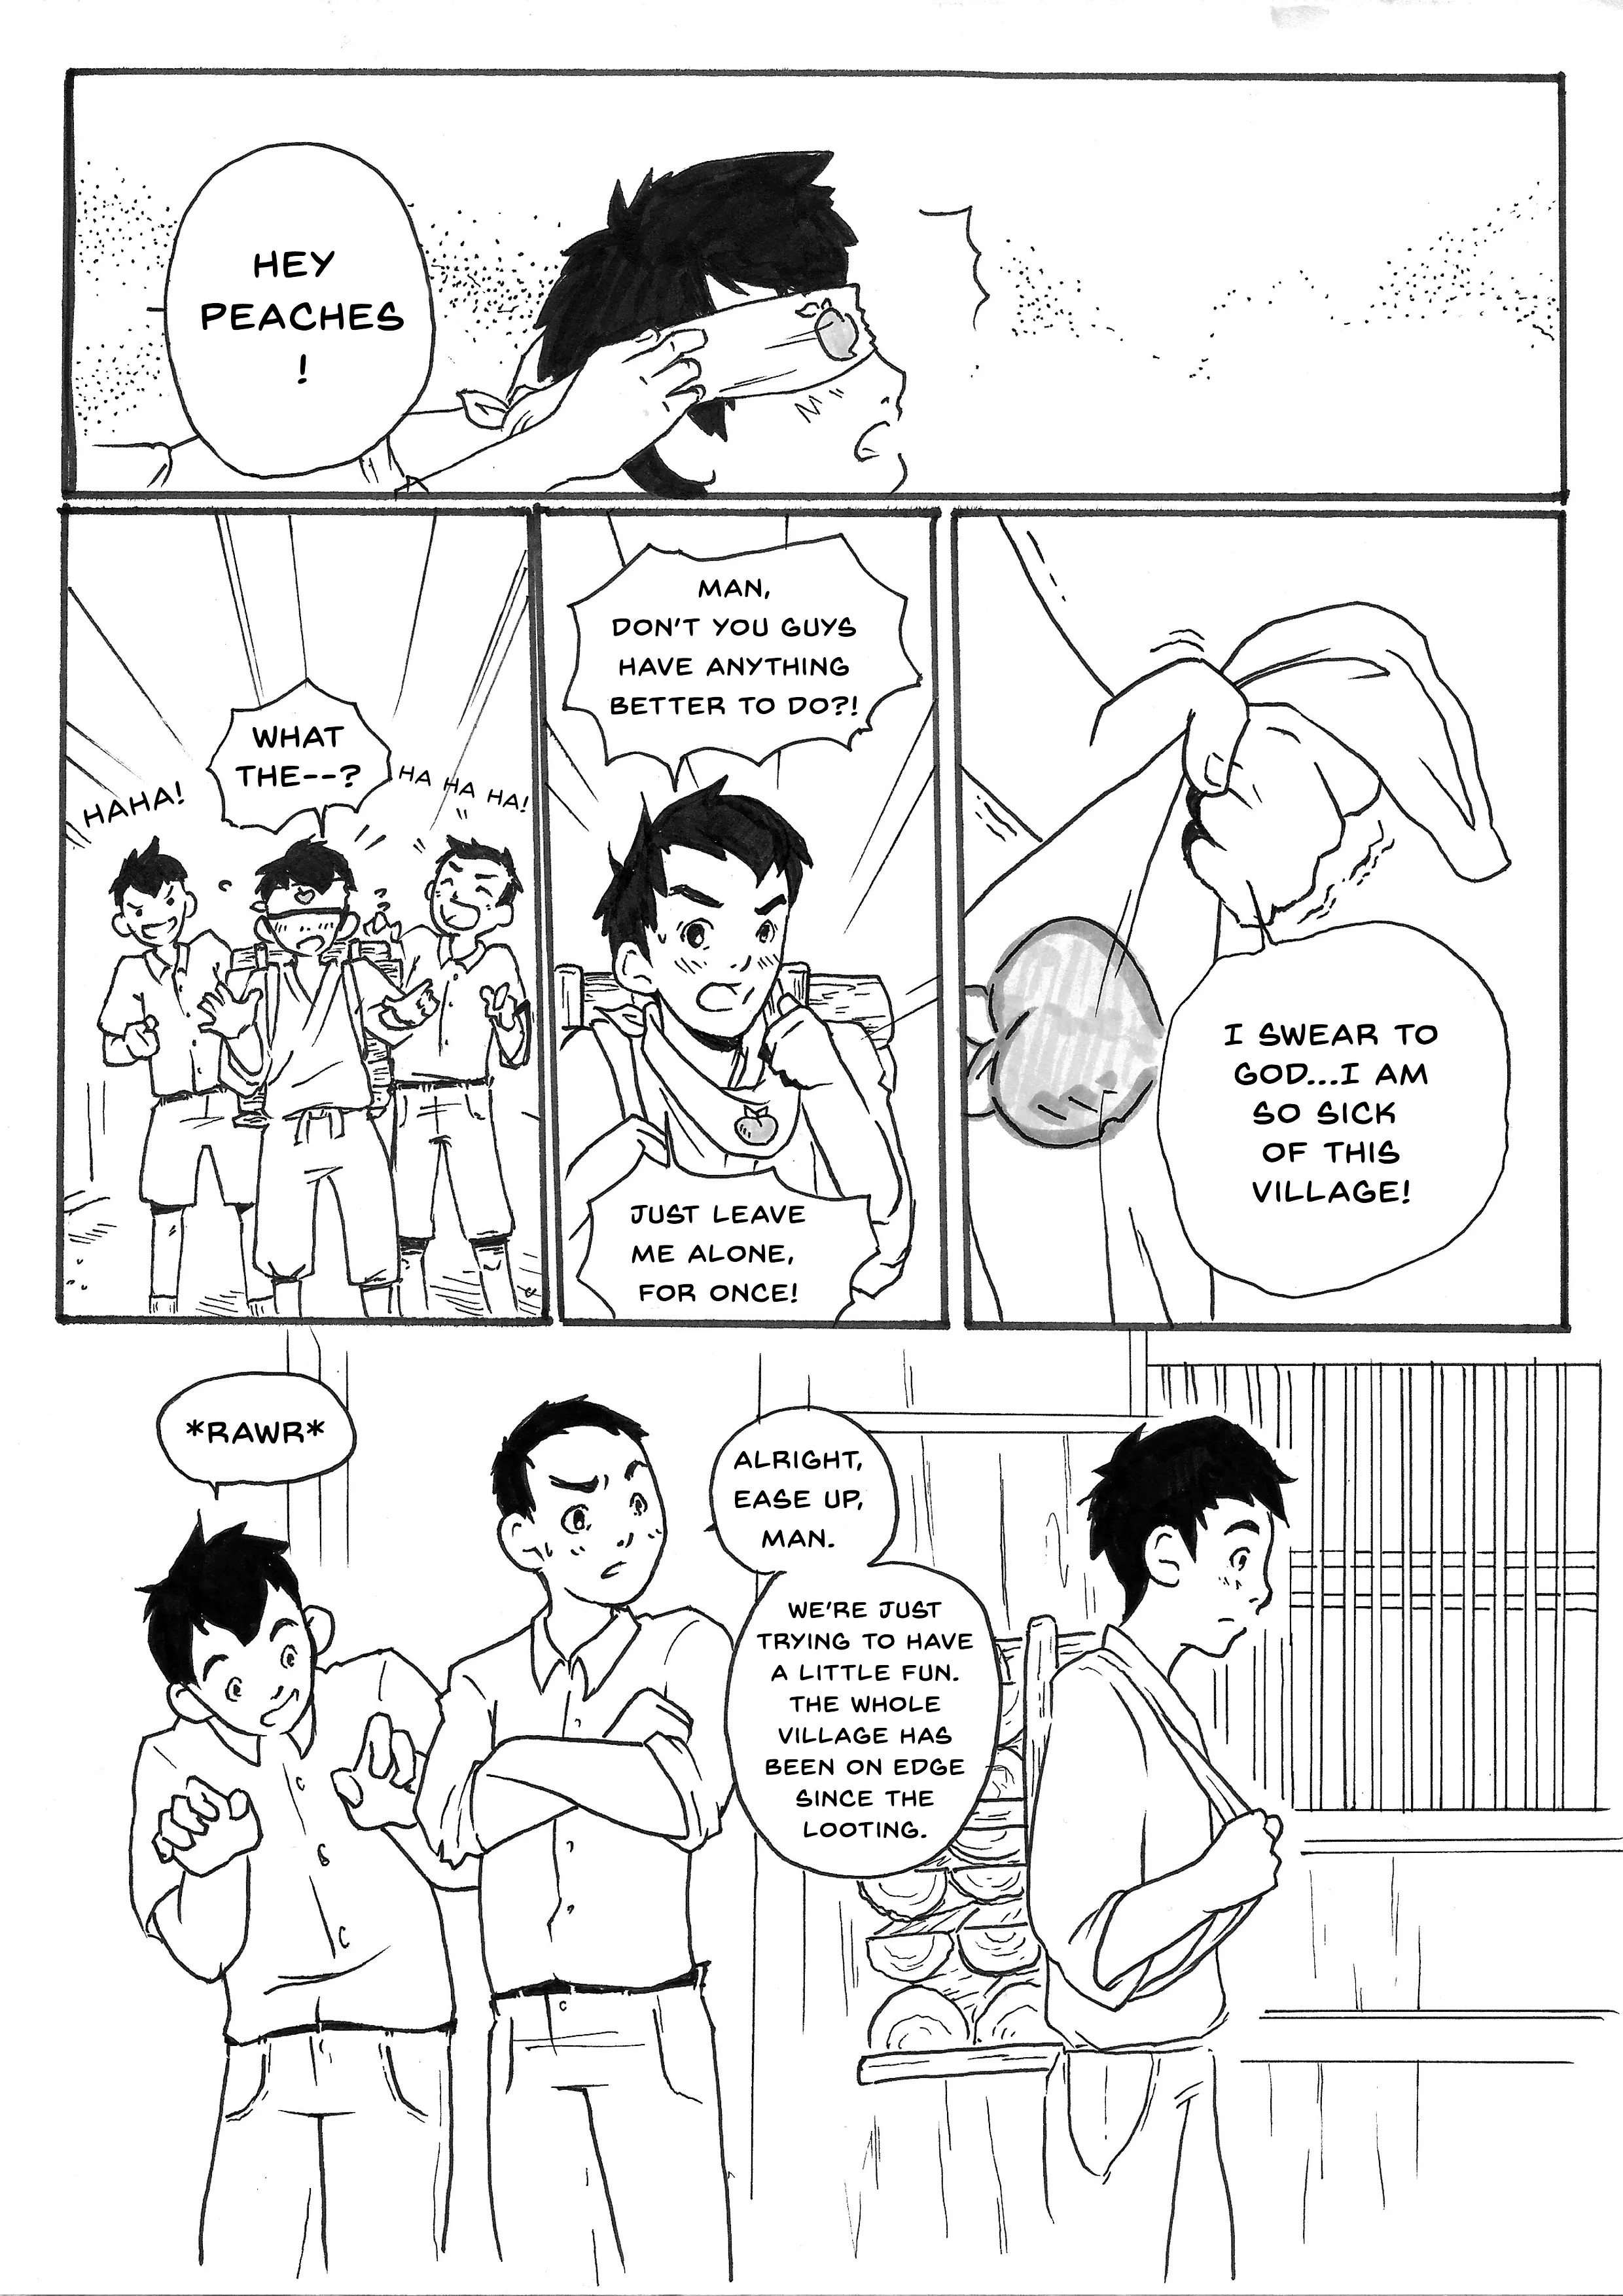 HEY
PEACHES
!
WHAT
THE--?
HAHA!
HA HA HA!
MAN,
DON'T YOU GUYS
HAVE ANYTHING
BETTER TO DO?!
JUST LEAVE
ME ALONE,
FOR ONCE!
I SWEAR TO
GOD...I AM
SO SICK
OF THIS
VILLAGE!
*RAWR*
ALRIGHT,
EASE UP,
MAN.
WE'RE JUST
TRYING TO HAVE
A LITTLE FUN.
THE WHOLE
VILLAGE HAS
BEEN ON EDGE
SINCE THE
LOOTING.